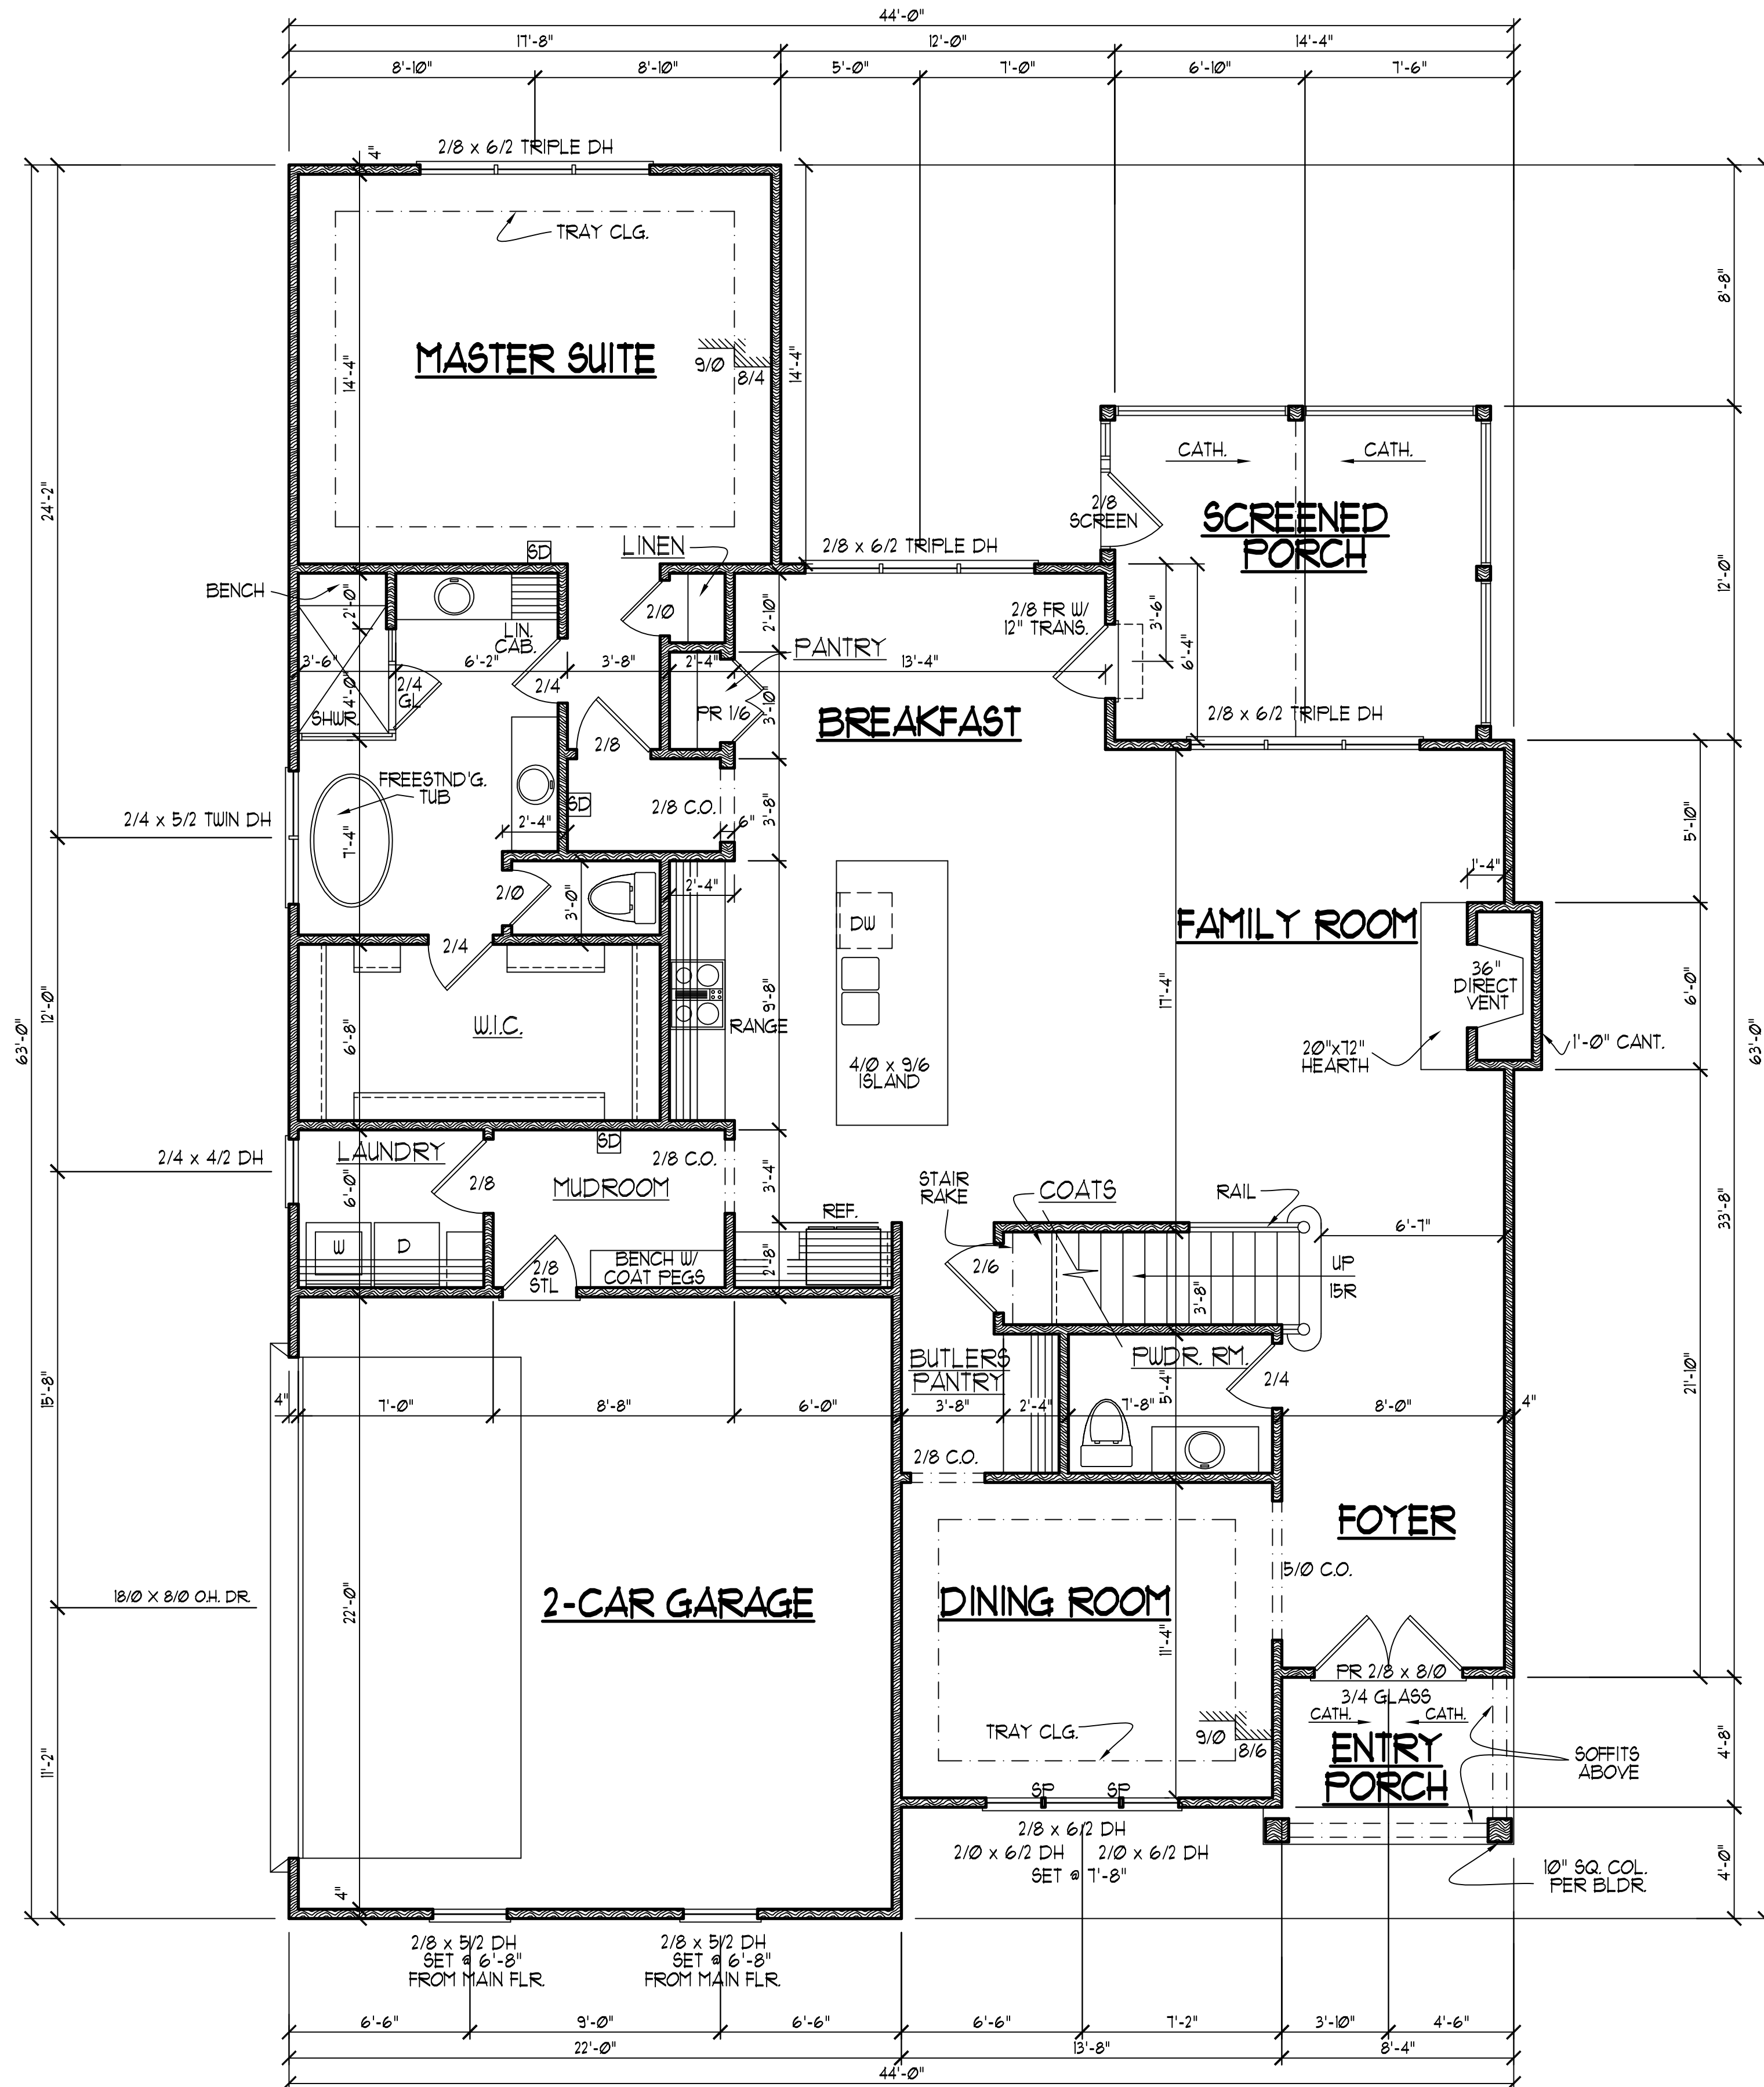 44'-0"
17'-8" 12'-0" 14'-4"
8'-10" 8'-10" 5'-0" 7'-0" 6'-10" 7'-6"
2/8 x 6/2 TRIPLE DH
4"
TRAY CLG.
MASTER SUITE
9/0
8/4
14'-4"
14'-4"
8'-8"
24'-2"
CATH. CATH.
2/8
SCREEN
SCREENED
PORCH
12'-0"
SD
LINEN
2/8 x 6/2 TRIPLE DH
BENCH
2'-0"
LIN.
CAB.
2/0
2'-10"
2/8 FR W/
12" TRANS.
3'-6"
6'-4"
PANTRY
3'-6" 6'-2" 3'-8" 2'-4" 13'-4"
2/4
GL
2/4
4'-0"
SHWR.
PR 1/6
3'-10"
BREAKFAST
2/8 x 6/2 TRIPLE DH
2/8
FREESTND'G.
TUB
SD
2/8 C.O.
3'-8"
2/4 x 5/2 TWIN DH
2'-4"
6"
7'-4"
5'-10"
1'-4"
2/0
3'-0"
2'-4"
DW
FAMILY ROOM
2/4
36"
DIRECT
VENT
6'-0"
12'-0"
63'-0"
W.I.C.
6'-8"
9'-8"
RANGE
17'-4"
20"x72"
HEARTH
1'-0" CANT.
63'-0"
4/0 x 9/6
ISLAND
LAUNDRY
SD
2/8 C.O.
2/4 x 4/2 DH
6'-0"
2/8
MUDROOM
3'-4"
STAIR
RAKE
COATS
RAIL
33'-8"
REF.
6'-7"
W D
2/8
STL
BENCH W/
COAT PEGS
2'-8"
2/6
UP
15R
3'-8"
BUTLERS
PANTRY
PWDR. RM.
5'-4"
2/4
21'-10"
15'-8"
4" 7'-0" 8'-8" 6'-0" 3'-8" 2'-4" 7'-8" 8'-0" 4"
2/8 C.O.
FOYER
5/0 C.O.
18/0 X 8/0 O.H. DR.
22'-0"
2-CAR GARAGE
DINING ROOM
11'-4"
PR 2/8 x 8/0
3/4 GLASS
CATH. CATH.
TRAY CLG.
9/0
8/6
ENTRY
PORCH
SOFFITS
ABOVE
4'-8"
11'-2"
SP SP
2/8 x 6/2 DH
2/0 x 6/2 DH 2/0 x 6/2 DH
SET @ 7'-8"
10" SQ. COL.
PER BLDR.
4'-0"
4"
2/8 x 5/2 DH
SET @ 6'-8"
FROM MAIN FLR.
2/8 x 5/2 DH
SET @ 6'-8"
FROM MAIN FLR.
6'-6" 9'-0" 6'-6" 6'-6" 7'-2" 3'-10" 4'-6"
22'-0" 13'-8" 8'-4"
44'-0"